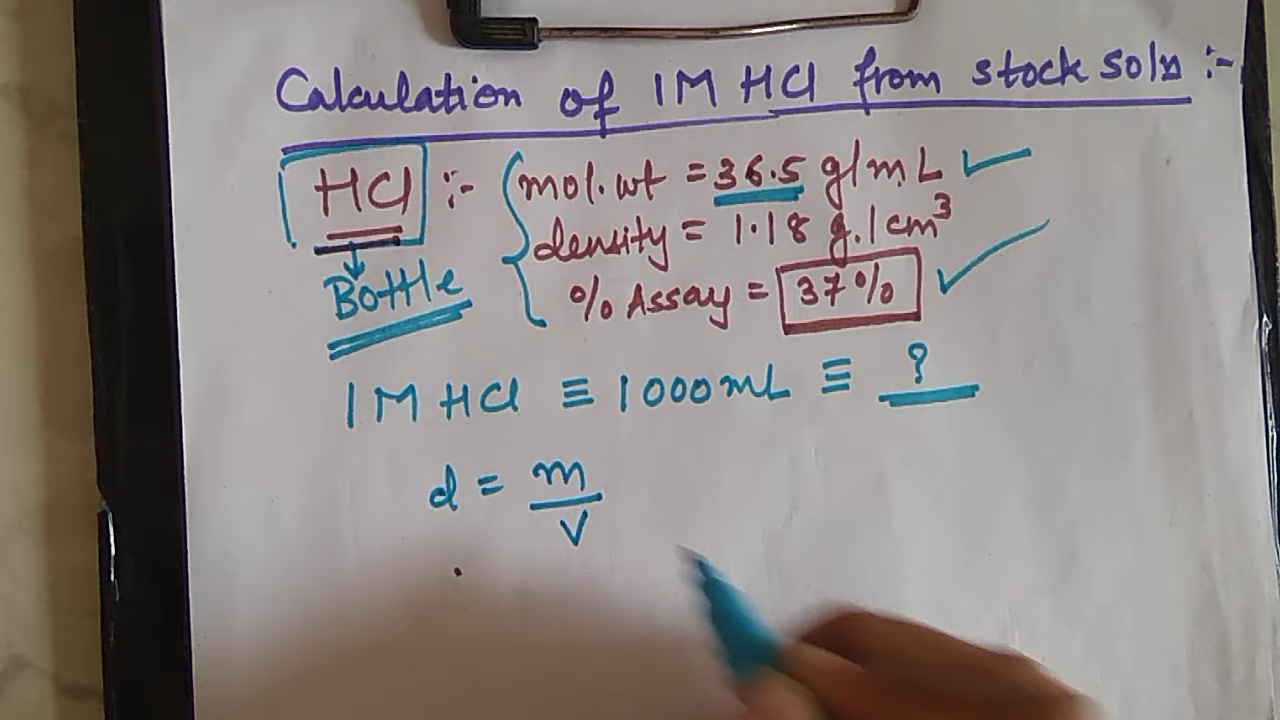 Calculation of 1M HCl from stock soln :-
HCl :- mol. wt = 36.5 g/mL
density = 1.18 g./cm³
Bottle
% Assay = 37%
1M HCl ≡ 1000mL ≡ ?
d = m/V